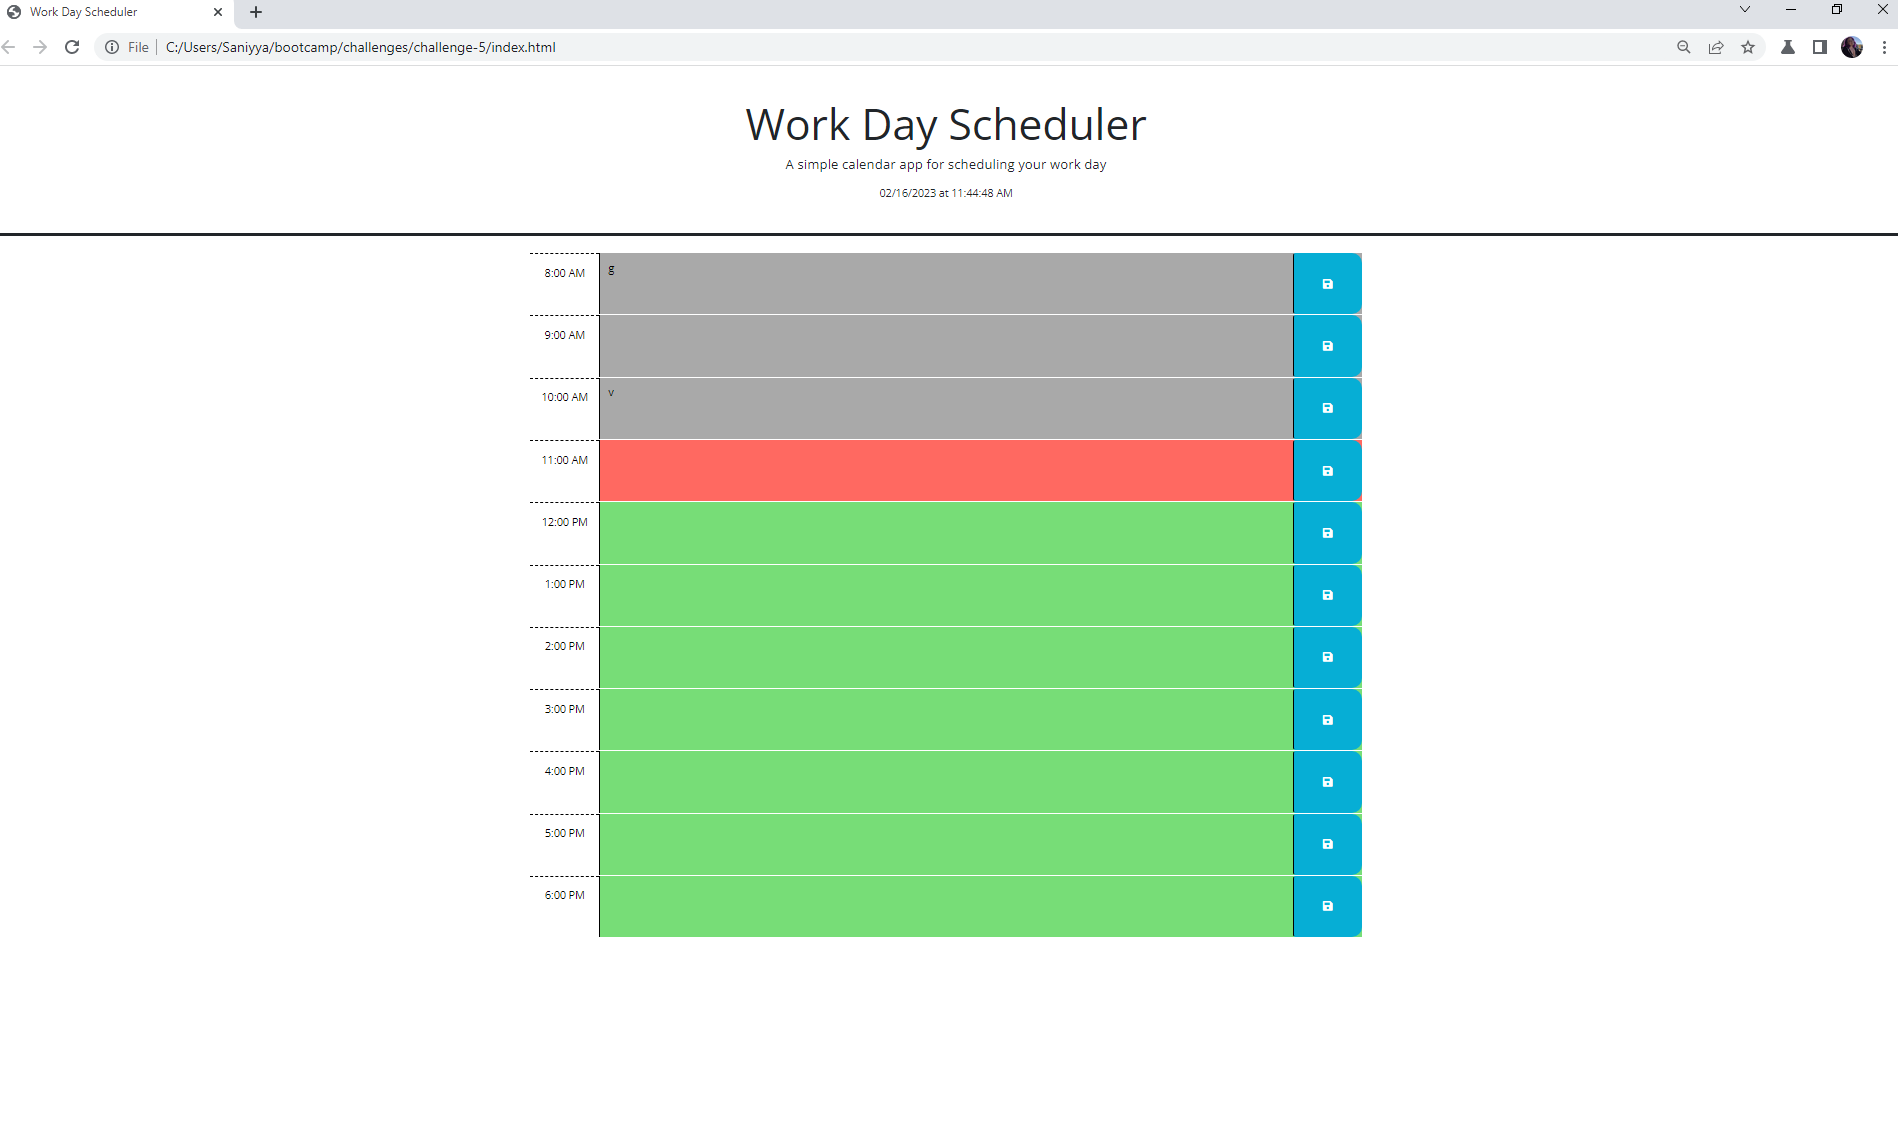 Work Day Scheduler
File
C:/Users/Saniyya/bootcamp/challenges/challenge-5/index.html
Work Day Scheduler
A simple calendar app for scheduling your work day
02/16/2023 at 11:44:48 AM
8:00 AM g
9:00 AM
10:00 AM v
11:00 AM
12:00 PM
1:00 PM
2:00 PM
3:00 PM
4:00 PM
5:00 PM
6:00 PM